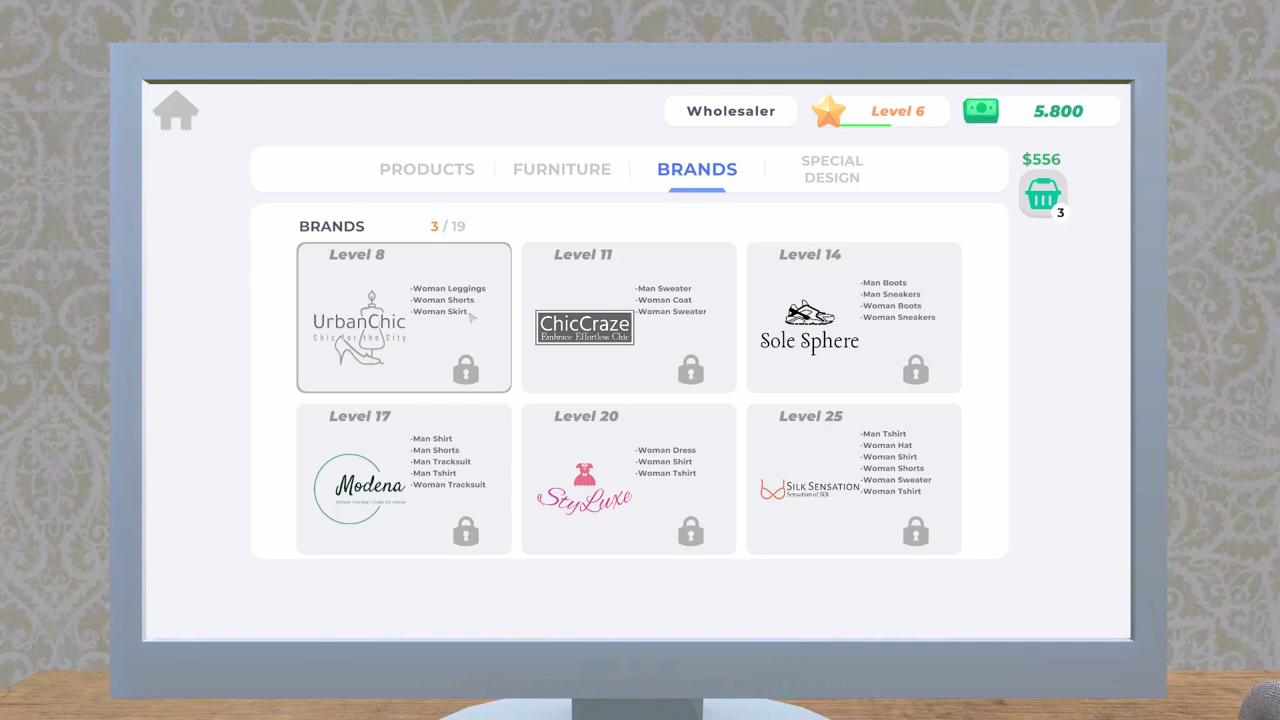 Wholesaler
Level 6
5.800
PRODUCTS
FURNITURE
BRANDS
SPECIAL
DESIGN
$556
3
BRANDS
3 / 19
Level 8
-Woman Leggings
-Woman Shorts
-Woman Skirt
UrbanChic
Chic for the City
Level 11
-Man Sweater
-Woman Coat
-Woman Sweater
ChicCraze
Embrace Effortless Chic
Level 14
-Man Boots
-Man Sneakers
-Woman Boots
-Woman Sneakers
Sole Sphere
Level 17
-Man Shirt
-Man Shorts
-Man Tracksuit
-Man Tshirt
-Woman Tracksuit
Modena
Level 20
-Woman Dress
-Woman Shirt
-Woman Tshirt
StyLuxe
Level 25
-Man Tshirt
-Woman Hat
-Woman Shirt
-Woman Shorts
-Woman Sweater
-Woman Tshirt
SILK SENSATION
Sensation of Silk